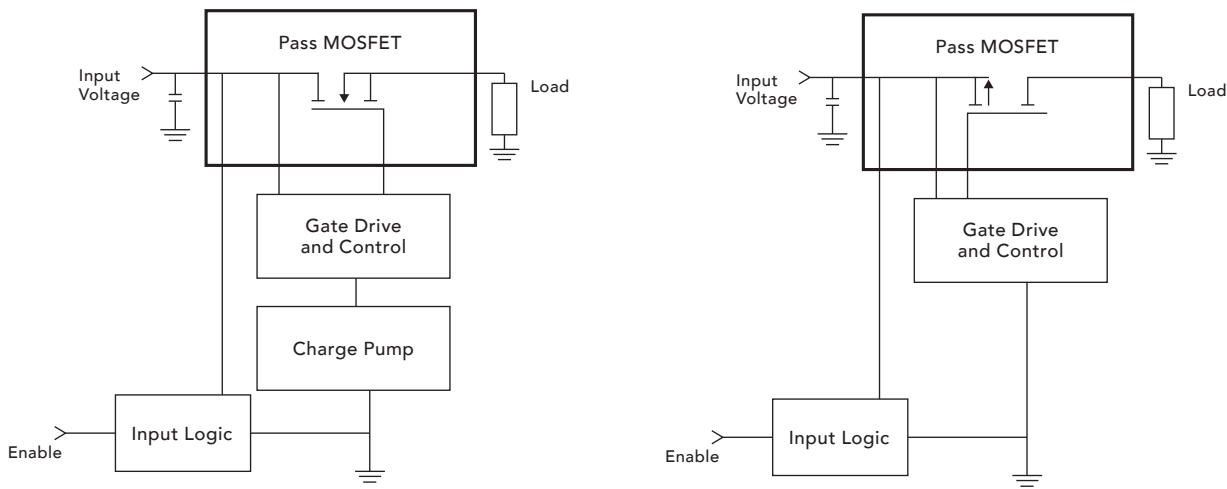 Pass MOSFET
Input
Voltage
Load
Gate Drive
and Control
Charge Pump
Input Logic
Enable
Pass MOSFET
Input
Voltage
Load
Gate Drive
and Control
Input Logic
Enable